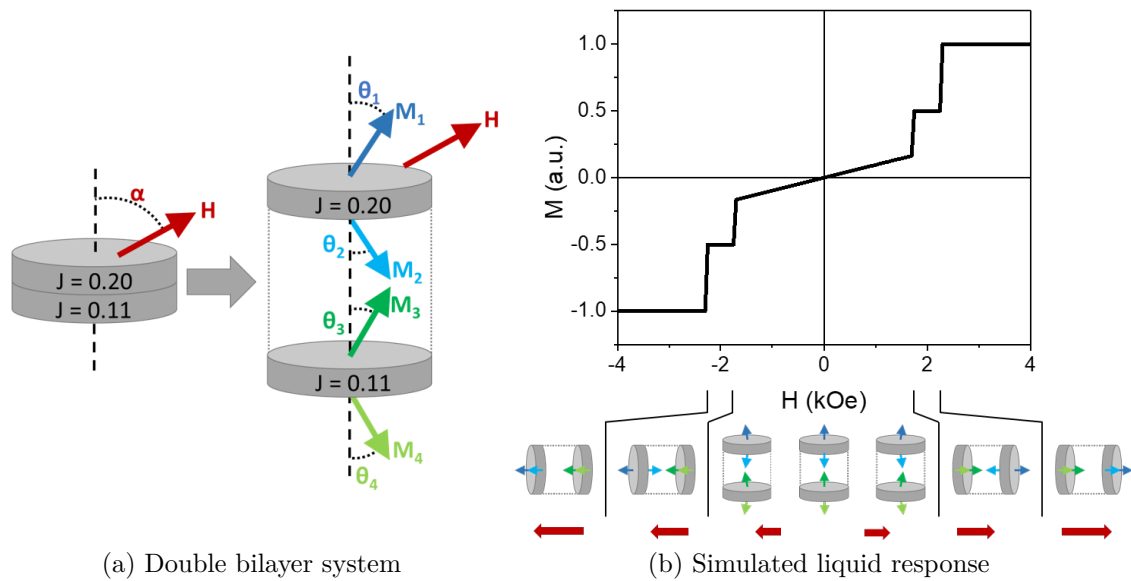 α
H
J = 0.20
J = 0.11
θ1
M1
H
J = 0.20
θ2
M2
M3
θ3
J = 0.11
M4
θ4
(a) Double bilayer system
M (a.u.)
1.0
0.5
0.0
-0.5
-1.0
-4 -2 0 2 4
H (kOe)
(b) Simulated liquid response